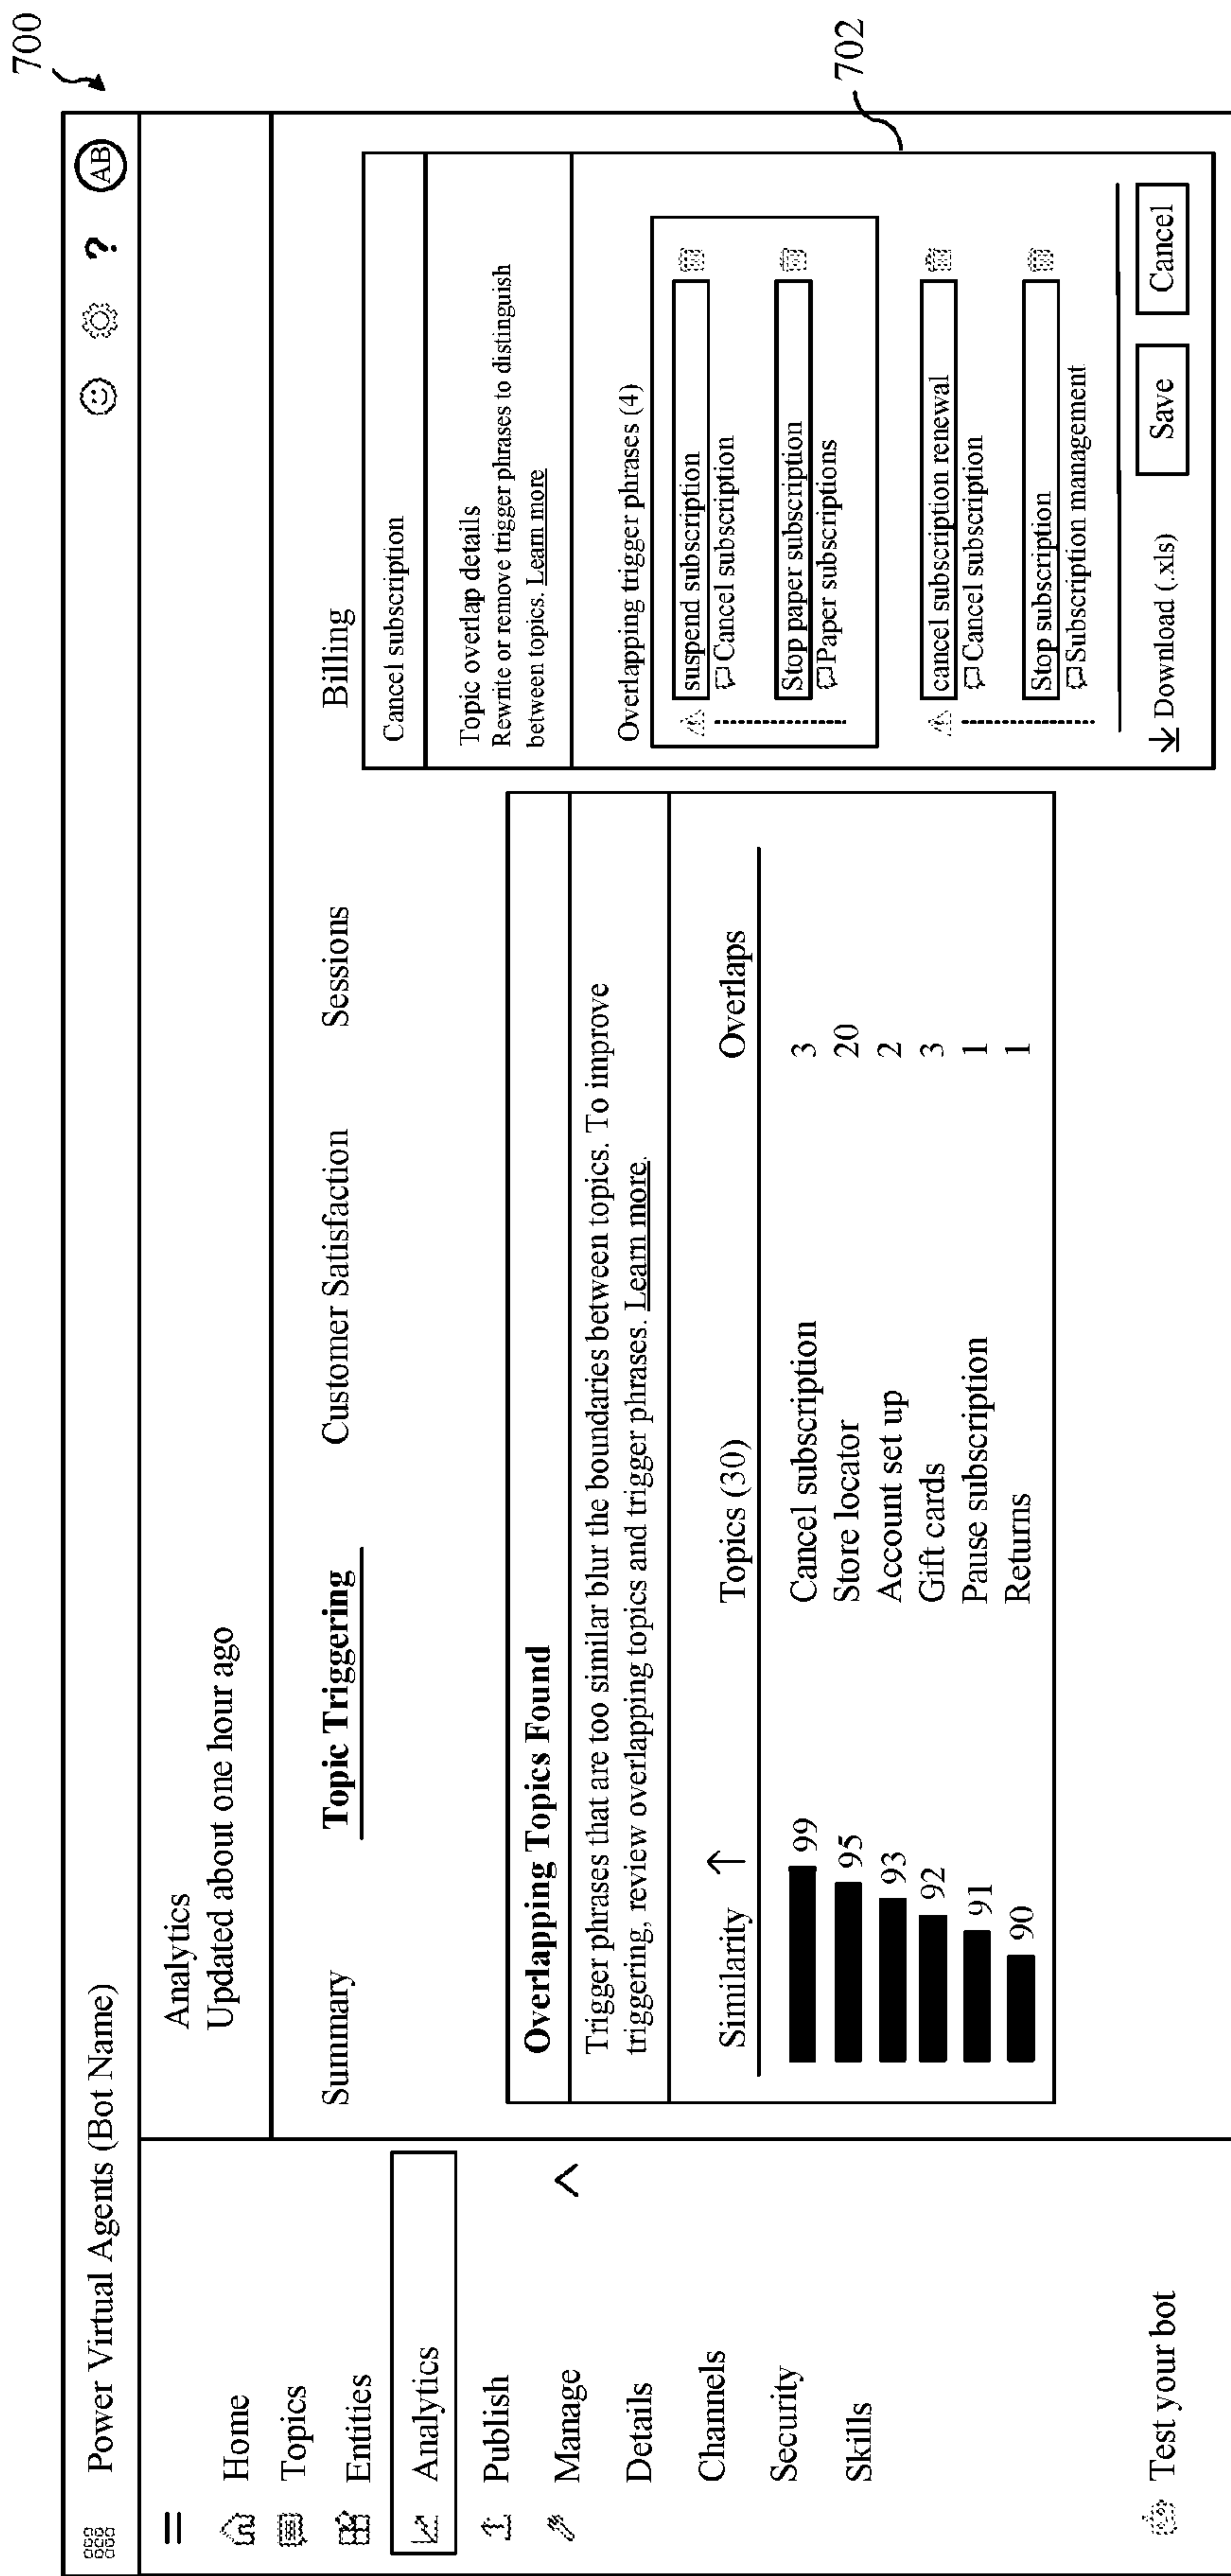 700
Power Virtual Agents (Bot Name)
?
AB
Home
Topics
Entities
Analytics
Publish
Manage
Details
Channels
Security
Skills
Test your bot
Analytics
Updated about one hour ago
Summary
Topic Triggering
Customer Satisfaction
Sessions
Billing
Overlapping Topics Found
Trigger phrases that are too similar blur the boundaries between topics. To improve
triggering, review overlapping topics and trigger phrases. Learn more.
Similarity Topics (30) Overlaps
99 Cancel subscription 3
95 Store locator 20
93 Account set up 2
92 Gift cards 3
91 Pause subscription 1
90 Returns 1
Cancel subscription
Topic overlap details
Rewrite or remove trigger phrases to distinguish
between topics. Learn more
Overlapping trigger phrases (4)
suspend subscription
Cancel subscription
Stop paper subscription
Paper subscriptions
cancel subscription renewal
Cancel subscription
Stop subscription
Subscription management
Download (.xls)
Save
Cancel
702